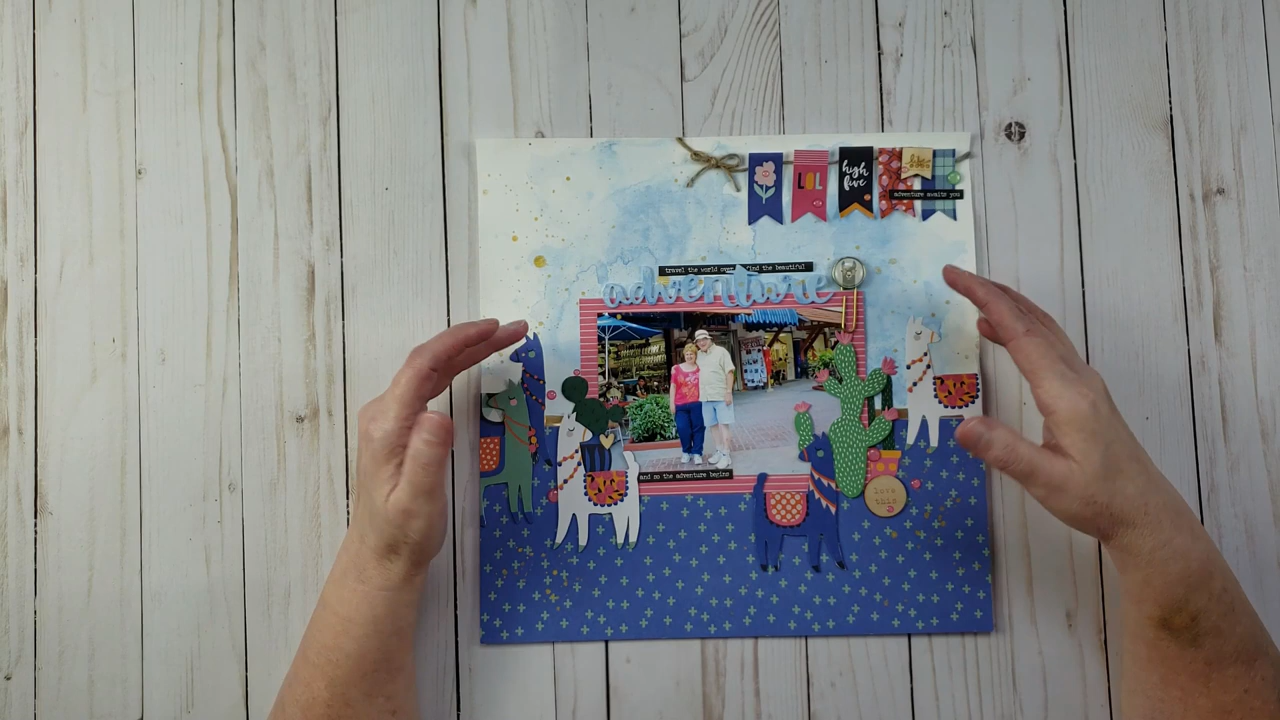 LOL
high
five
adventure awaits you
travel the world over find the beautiful
adventure
and so the adventure begins
love
this